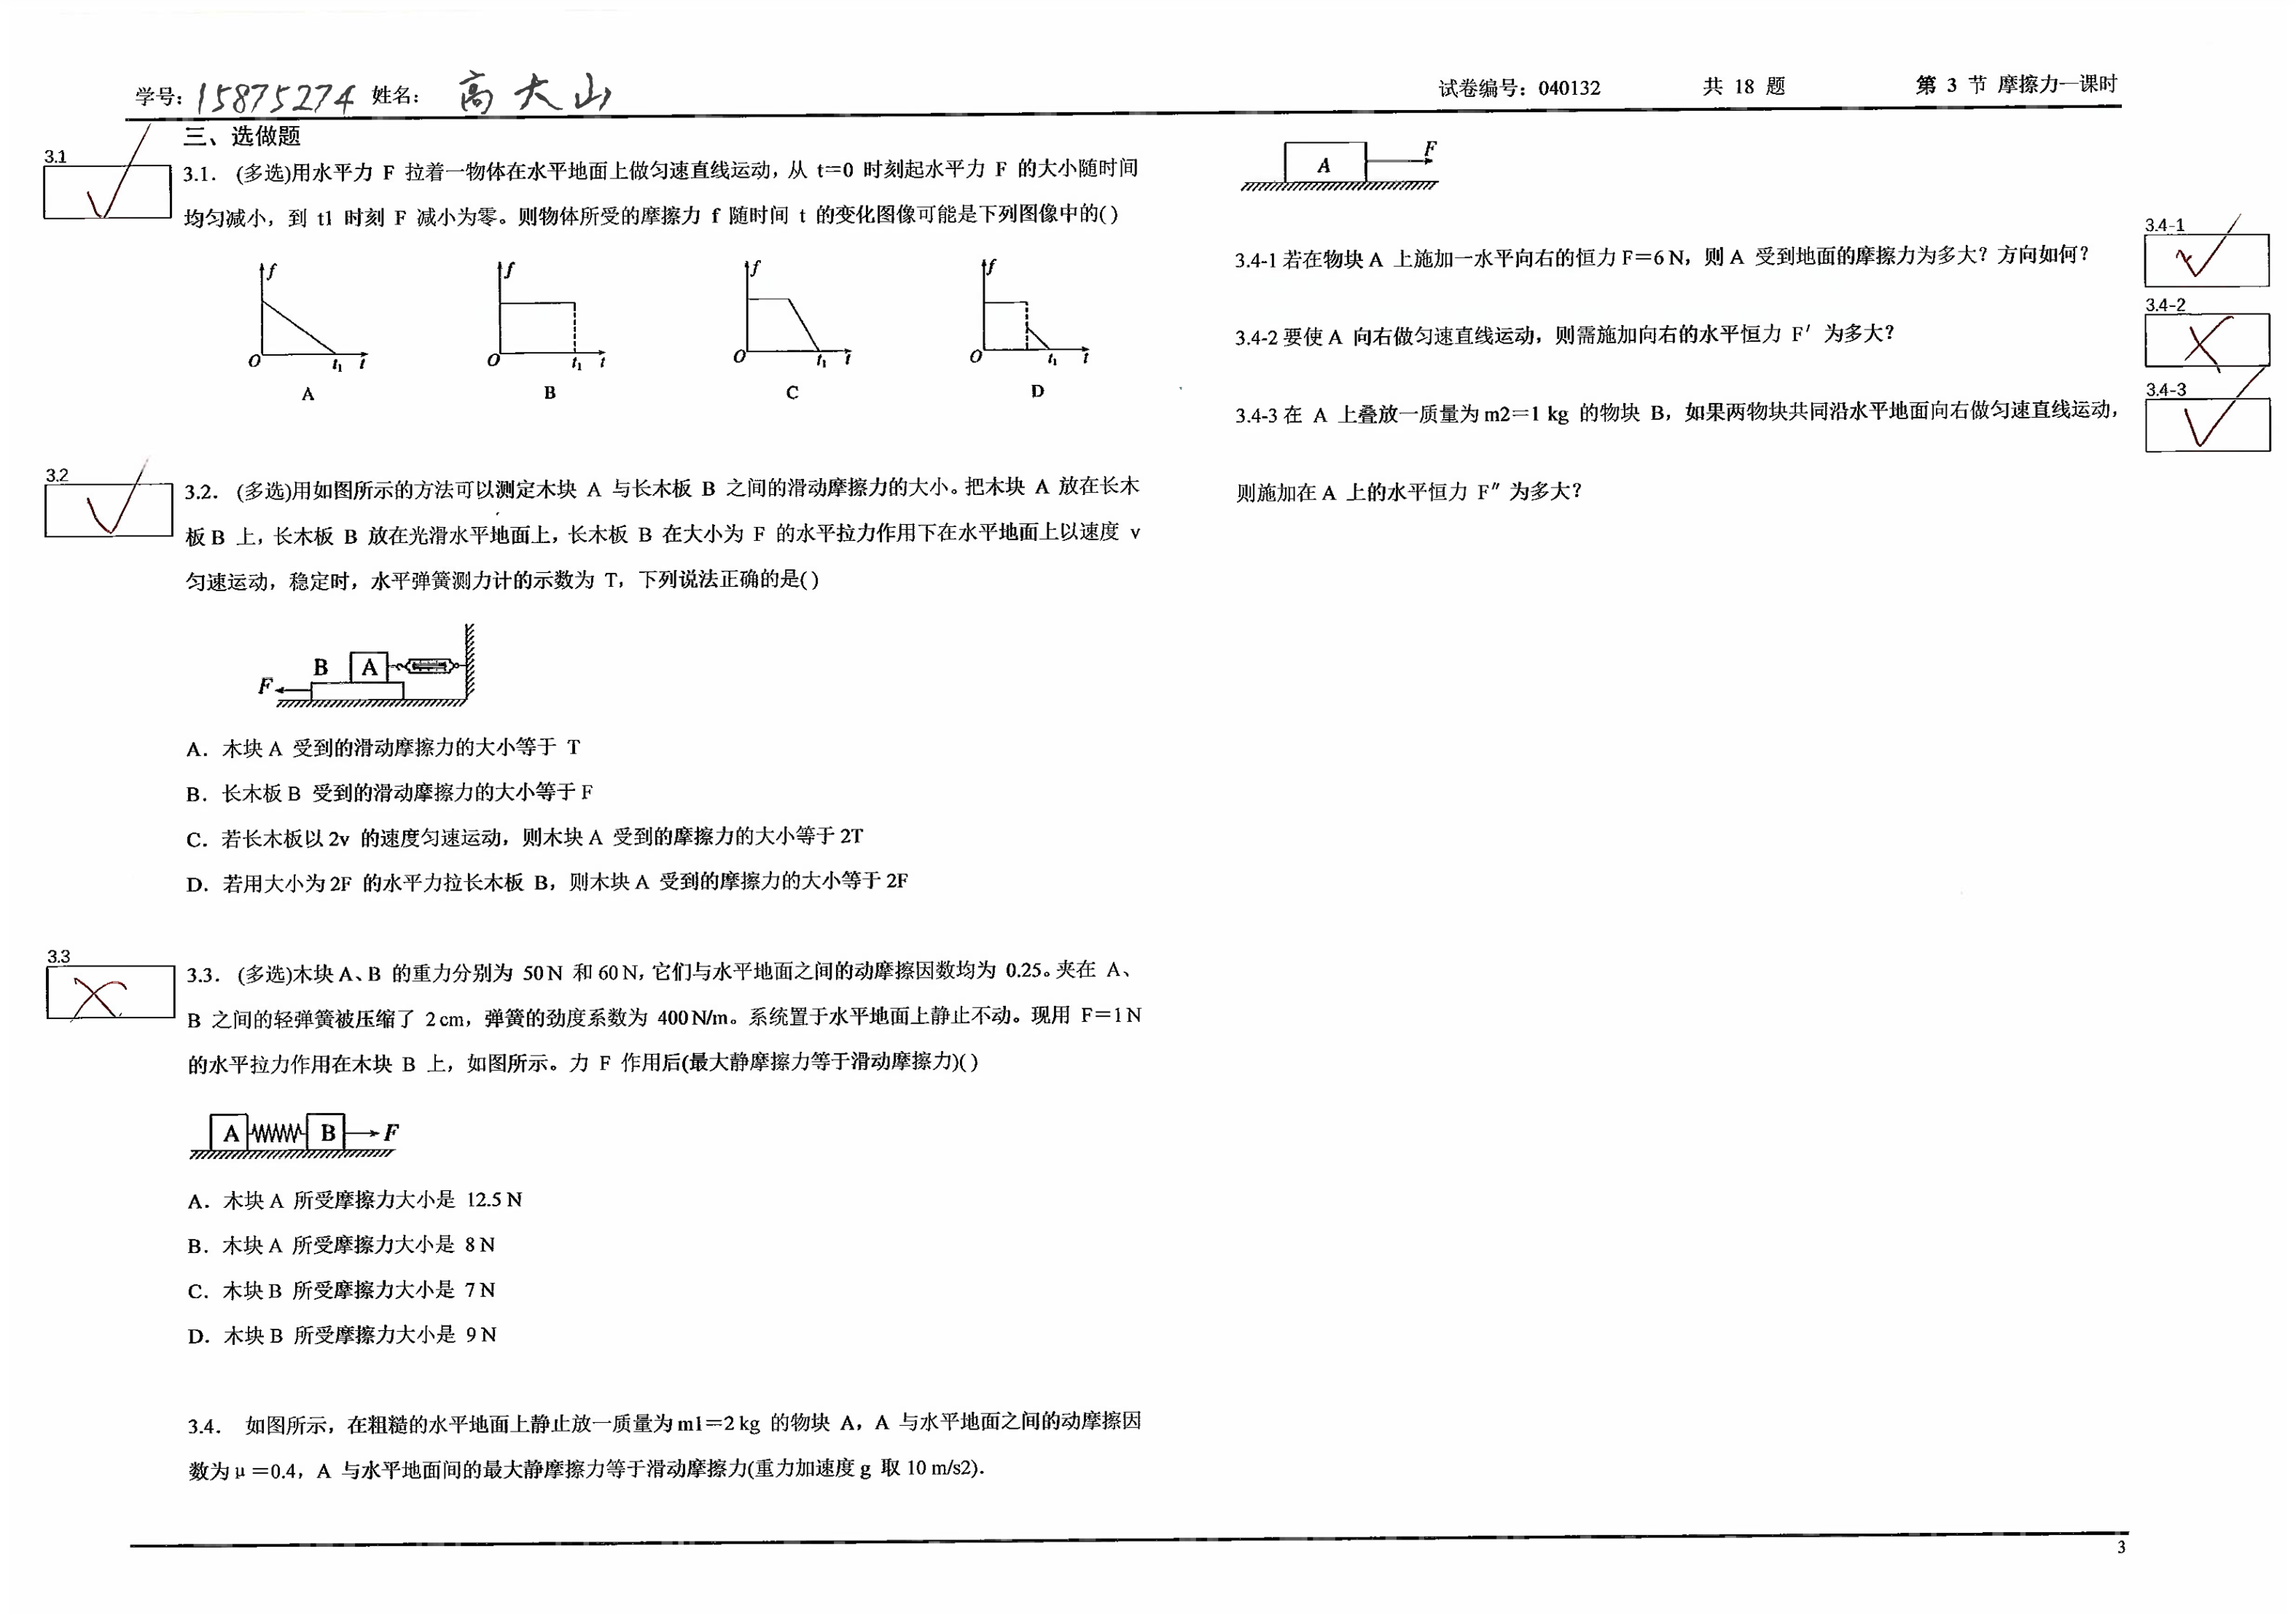 学号: 15875274 姓名: 高大山 试卷编号: 040132 共 18 题 第 3 节 摩擦力一课时
三、选做题
3.1
3.1. (多选)用水平力 F 拉着一物体在水平地面上做匀速直线运动, 从 t=0 时刻起水平力 F 的大小随时间
均匀减小, 到 t1 时刻 F 减小为零。则物体所受的摩擦力 f 随时间 t 的变化图像可能是下列图像中的( )
f f f f
O t₁ t O t₁ t O t₁ t O t₁ t
A B C D
3.2
3.2. (多选)用如图所示的方法可以测定木块 A 与长木板 B 之间的滑动摩擦力的大小。把木块 A 放在长木
板 B 上, 长木板 B 放在光滑水平地面上, 长木板 B 在大小为 F 的水平拉力作用下在水平地面上以速度 v
匀速运动, 稳定时, 水平弹簧测力计的示数为 T, 下列说法正确的是( )
B A
F
A. 木块 A 受到的滑动摩擦力的大小等于 T
B. 长木板 B 受到的滑动摩擦力的大小等于 F
C. 若长木板以 2v 的速度匀速运动, 则木块 A 受到的摩擦力的大小等于 2T
D. 若用大小为 2F 的水平力拉长木板 B, 则木块 A 受到的摩擦力的大小等于 2F
3.3
3.3. (多选)木块 A、B 的重力分别为 50 N 和 60 N, 它们与水平地面之间的动摩擦因数均为 0.25。夹在 A、
B 之间的轻弹簧被压缩了 2 cm, 弹簧的劲度系数为 400 N/m。系统置于水平地面上静止不动。现用 F=1 N
的水平拉力作用在木块 B 上, 如图所示。力 F 作用后(最大静摩擦力等于滑动摩擦力)( )
A B F
A. 木块 A 所受摩擦力大小是 12.5 N
B. 木块 A 所受摩擦力大小是 8 N
C. 木块 B 所受摩擦力大小是 7 N
D. 木块 B 所受摩擦力大小是 9 N
3.4. 如图所示, 在粗糙的水平地面上静止放一质量为 m1=2 kg 的物块 A, A 与水平地面之间的动摩擦因
数为 μ =0.4, A 与水平地面间的最大静摩擦力等于滑动摩擦力(重力加速度 g 取 10 m/s2).
A F
3.4-1
3.4-1 若在物块 A 上施加一水平向右的恒力 F=6 N, 则 A 受到地面的摩擦力为多大? 方向如何?
3.4-2
3.4-2 要使 A 向右做匀速直线运动, 则需施加向右的水平恒力 F′ 为多大?
3.4-3
3.4-3 在 A 上叠放一质量为 m2=1 kg 的物块 B, 如果两物块共同沿水平地面向右做匀速直线运动,
则施加在 A 上的水平恒力 F″ 为多大?
3